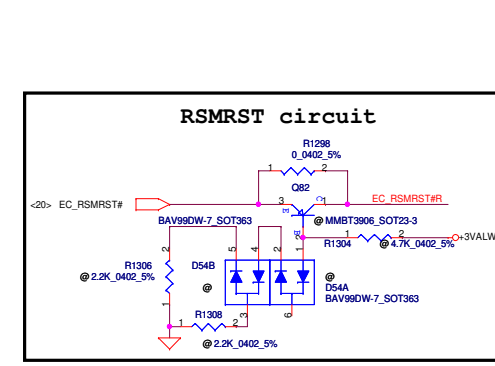 RSMRST circuit
R1298
0_0402_5%
1 2
Q82
<20> EC_RSMRST#
3 1
E C
EC_RSMRST#R
BAV99DW-7_SOT363
@ MMBT3906_SOT23-3
B
2
R1304
1 2
@ 4.7K_0402_5%
+3VALW
2
5 4 2 1
R1306
@ 2.2K_0402_5%
D54B
@
@
D54A
BAV99DW-7_SOT363
1
3 6
R1308
1 2
@ 2.2K_0402_5%